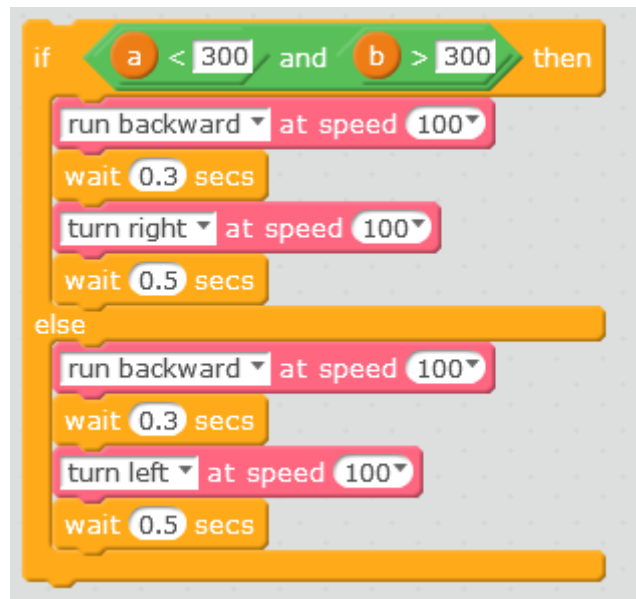 if a < 300 and b > 300 then
run backward at speed 100
wait 0.3 secs
turn right at speed 100
wait 0.5 secs
else
run backward at speed 100
wait 0.3 secs
turn left at speed 100
wait 0.5 secs